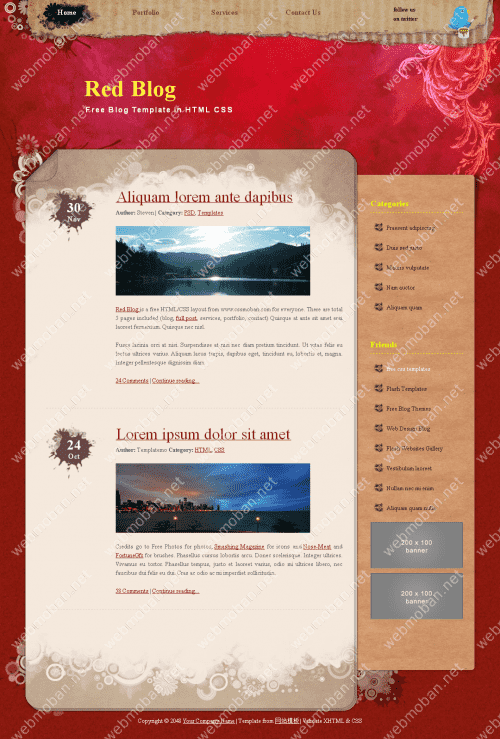 Home
Portfolio
Services
Contact Us
follow us
on twitter
Red Blog
Free Blog Template in HTML CSS
30
Nov
Aliquam lorem ante dapibus
Author: Steven | Category: PSD, Templates
Red Blog is a free HTML/CSS layout from www.cssmoban.com for everyone. There are total
5 pages included (blog, full post, services, portfolio, contact) Quisque at ante sit amet erat
laoreet fermentum. Quisque nec nisl.
Fusce lacinia orci at nisi. Suspendisse at nisi nec diam pretium tincidunt. Ut vitae felis eu
lectus ultrices varius. Aliquam lacus turpis, dapibus eget, tincidunt eu, lobortis et, magna.
Integer pellentesque dignissim diam.
24 Comments | Continue reading...
24
Oct
Lorem ipsum dolor sit amet
Author: Templatemo Category: HTML, CSS
Credits go to Free Photos for photos, Smashing Magazine for icons and Nose-Meat and
FortuneGift for brushes. Phasellus cursus lobortis arcu. Donec scelerisque. Integer ultricies.
Vivamus eu tortor. Phasellus tempus, justo et laoreet varius, odio mi ultrices libero, nec
faucibus dui felis eu dui. Cras ac odio ac mi imperdiet sollicitudin.
38 Comments | Continue reading...
Categories
Praesent adipiscing
Duis sed justo
Mauris vulputate
Nam auctor
Aliquam quam
Friends
Free css templates
Flash Templates
Free Blog Themes
Web Design Blog
Flash Websites Gallery
Vestibulum laoreet
Nullam nec mi enim
Aliquam quam nulla
200 x 100
banner
200 x 100
banner
Copyright © 2048 Your Company Name | Template from 网站模板 | Validate XHTML & CSS
webmoban.net